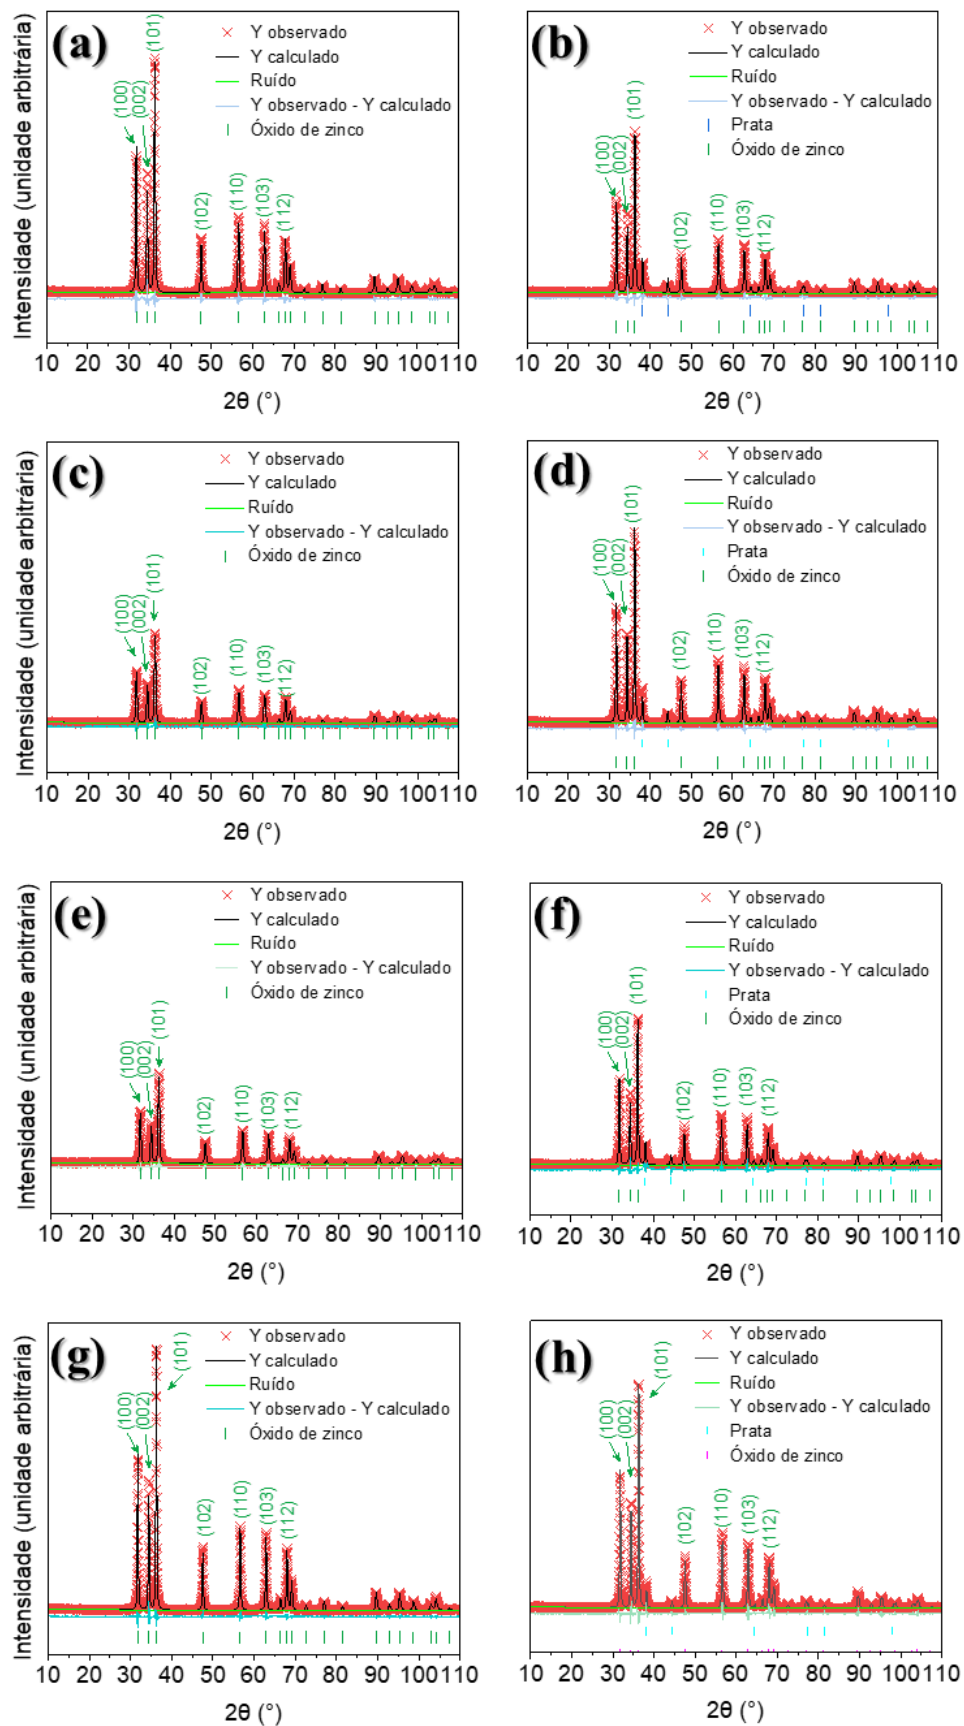 (a)
Intensidade (unidade arbitrária)
Y observado
Y calculado
Ruído
Y observado - Y calculado
Óxido de zinco
(100)
(002)
(101)
(102)
(110)
(103)
(112)
10 20 30 40 50 60 70 80 90 100 110
2θ (°)
(b)
Y observado
Y calculado
Ruído
Y observado - Y calculado
Prata
Óxido de zinco
(100)
(002)
(101)
(102)
(110)
(103)
(112)
10 20 30 40 50 60 70 80 90 100 110
2θ (°)
(c)
Intensidade (unidade arbitrária)
Y observado
Y calculado
Ruído
Y observado - Y calculado
Óxido de zinco
(100)
(002)
(101)
(102)
(110)
(103)
(112)
10 20 30 40 50 60 70 80 90 100 110
2θ (°)
(d)
Y observado
Y calculado
Ruído
Y observado - Y calculado
Prata
Óxido de zinco
(100)
(002)
(101)
(102)
(110)
(103)
(112)
10 20 30 40 50 60 70 80 90 100 110
2θ (°)
(e)
Intensidade (unidade arbitrária)
Y observado
Y calculado
Ruído
Y observado - Y calculado
Óxido de zinco
(100)
(002)
(101)
(102)
(110)
(103)
(112)
10 20 30 40 50 60 70 80 90 100 110
2θ (°)
(f)
Y observado
Y calculado
Ruído
Y observado - Y calculado
Prata
Óxido de zinco
(100)
(002)
(101)
(102)
(110)
(103)
(112)
10 20 30 40 50 60 70 80 90 100 110
2θ (°)
(g)
Intensidade (unidade arbitrária)
Y observado
Y calculado
Ruído
Y observado - Y calculado
Óxido de zinco
(100)
(002)
(101)
(102)
(110)
(103)
(112)
10 20 30 40 50 60 70 80 90 100 110
2θ (°)
(h)
Y observado
Y calculado
Ruído
Y observado - Y calculado
Prata
Óxido de zinco
(100)
(002)
(101)
(102)
(110)
(103)
(112)
10 20 30 40 50 60 70 80 90 100 110
2θ (°)